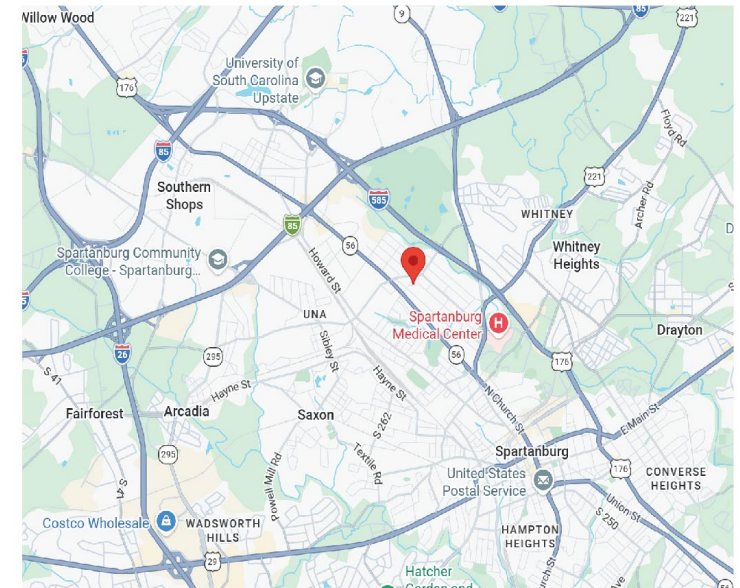 Willow Wood
9
85
221
University of
South Carolina
Upstate
176
Floyd Rd
85
221
Archer Rd
Southern
Shops
585
WHITNEY
85
56
Whitney
Heights
Spartanburg Community
College - Spartanburg...
Howard St
UNA
Spartanburg
Medical Center
H
Drayton
26
295
Sibley St
56
176
S 41
Hayne St
Hayne St
N Church St
Fairforest
Arcadia
Saxon
S 262
E Main St
Spartanburg
295
Textile Rd
United States
Postal Service
176
CONVERSE
HEIGHTS
S 41
Powell Mill Rd
Union St
S 250
Costco Wholesale
WADSWORTH
HILLS
HAMPTON
HEIGHTS
29
Hatcher